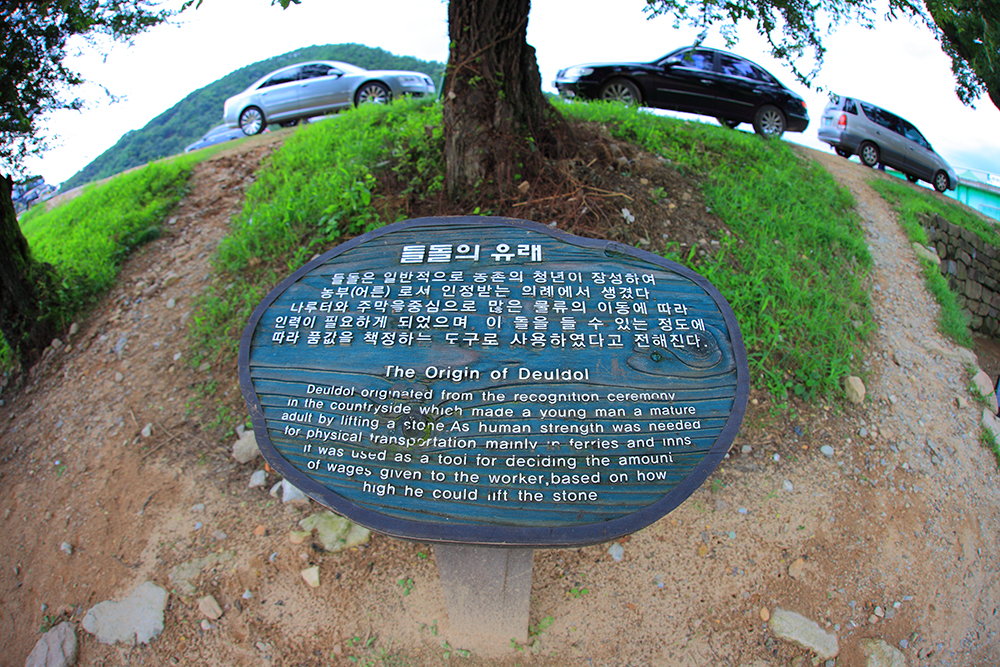 들돌의 유래
들돌은 일반적으로 농촌의 청년이 장성하여
농부(어른) 로서 인정받는 의례에서 생겼다
나루터와 주막을중심으로 많은 물류의 이동에 따라
인력이 필요하게 되었으며, 이 돌을 들 수 있는 정도에
따라 품값을 책정하는 도구로 사용하였다고 전해진다.
The Origin of Deuldol
Deuldol originated from the recognition ceremony
in the countryside which made a young man a mature
adult by lifting a stone.As human strength was needed
for physical transportation mainly in ferries and inns
it was used as a tool for deciding the amount
of wages given to the worker,based on how
high he could lift the stone